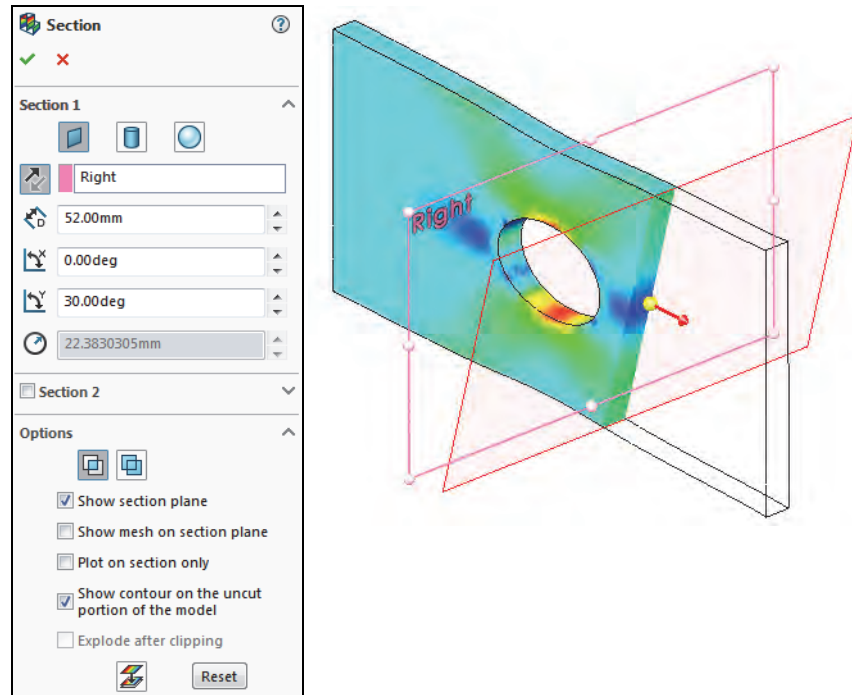 Section
Section 1
Right
52.00mm
0.00deg
30.00deg
22.3830305mm
Section 2
Options
Show section plane
Show mesh on section plane
Plot on section only
Show contour on the uncut
portion of the model
Explode after clipping
Reset
Right